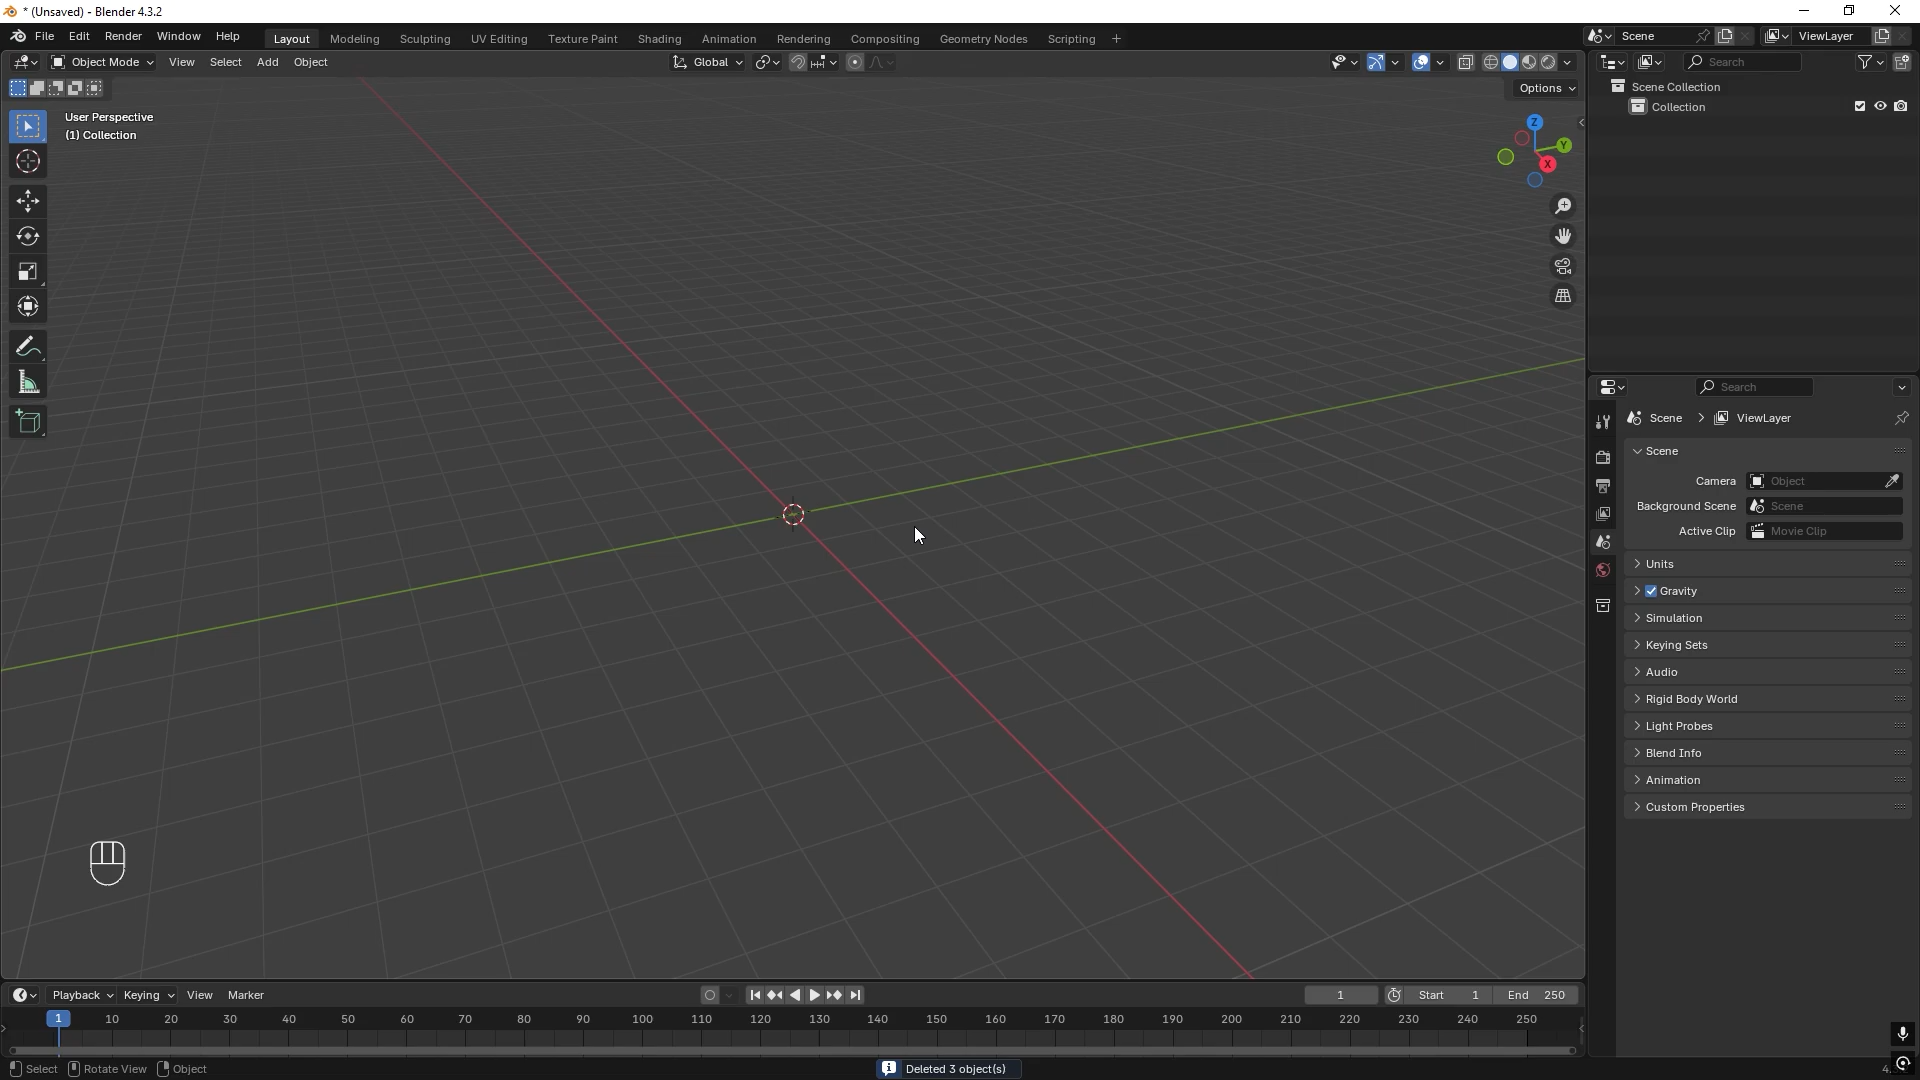 * (Unsaved) - Blender 4.3.2
File Edit Render Window Help Layout Modeling Sculpting UV Editing Texture Paint Shading Animation Rendering Compositing Geometry Nodes Scripting + Scene ViewLayer
Object Mode View Select Add Object Global Search
Options
User Perspective
(1) Collection
Scene Collection
Collection
Z
Y
X
Search
Scene > ViewLayer
Scene
Camera Object
Background Scene Scene
Active Clip Movie Clip
Units
Gravity
Simulation
Keying Sets
Audio
Rigid Body World
Light Probes
Blend Info
Animation
Custom Properties
Playback Keying View Marker 1 Start 1 End 250
1 10 20 30 40 50 60 70 80 90 100 110 120 130 140 150 160 170 180 190 200 210 220 230 240 250
Select Rotate View Object Deleted 3 object(s)